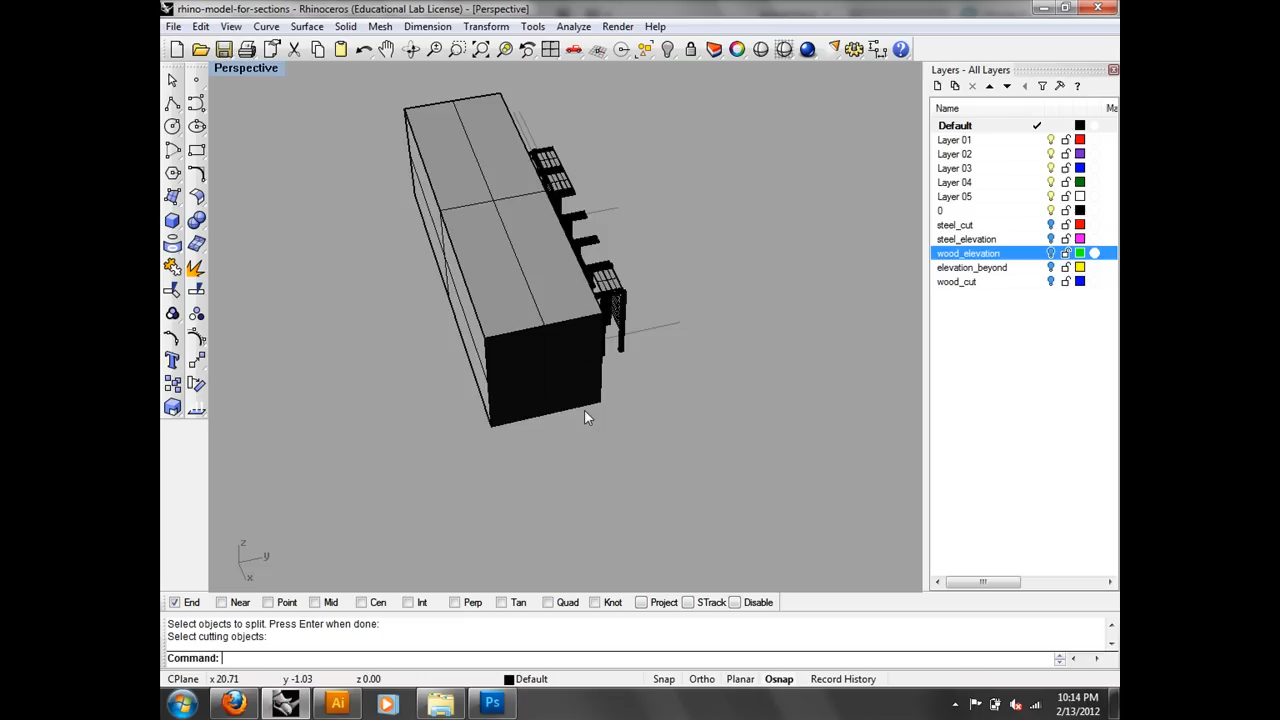 rhino-model-for-sections - Rhinoceros (Educational Lab License) - [Perspective]
File Edit View Curve Surface Solid Mesh Dimension Transform Tools Analyze Render Help
Perspective
Layers - All Layers
Name Ma
Default
Layer 01
Layer 02
Layer 03
Layer 04
Layer 05
0
steel_cut
steel_elevation
wood_elevation
elevation_beyond
wood_cut
z
y
x
End Near Point Mid Cen Int Perp Tan Quad Knot Project STrack Disable
Select objects to split. Press Enter when done:
Select cutting objects:
Command:
CPlane x 20.71 y -1.03 z 0.00 Default Snap Ortho Planar Osnap Record History
Ai
Ps
10:14 PM
2/13/2012